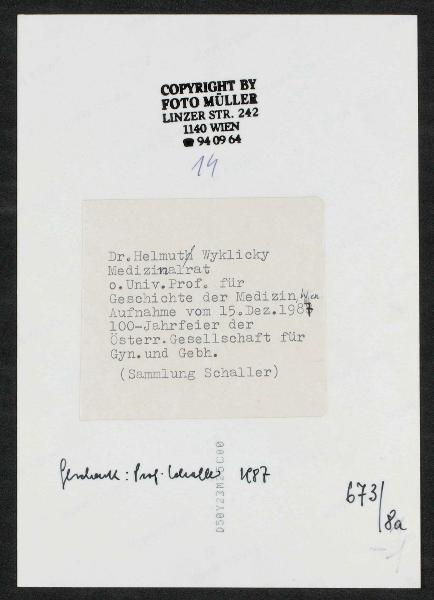 COPYRIGHT BY
FOTO MÜLLER
LINZER STR. 242
1140 WIEN
☎ 94 09 64
14
Dr. Helmuth Wyklicky
Medizinalrat
o. Univ. Prof. für
Geschichte der Medizin, Wien
Aufnahme vom 15. Dez. 1987
100-Jahrfeier der
Österr. Gesellschaft für
Gyn. und Gebh.
(Sammlung Schaller)
Geschenk: Prof. Schaller 1987
673/8a